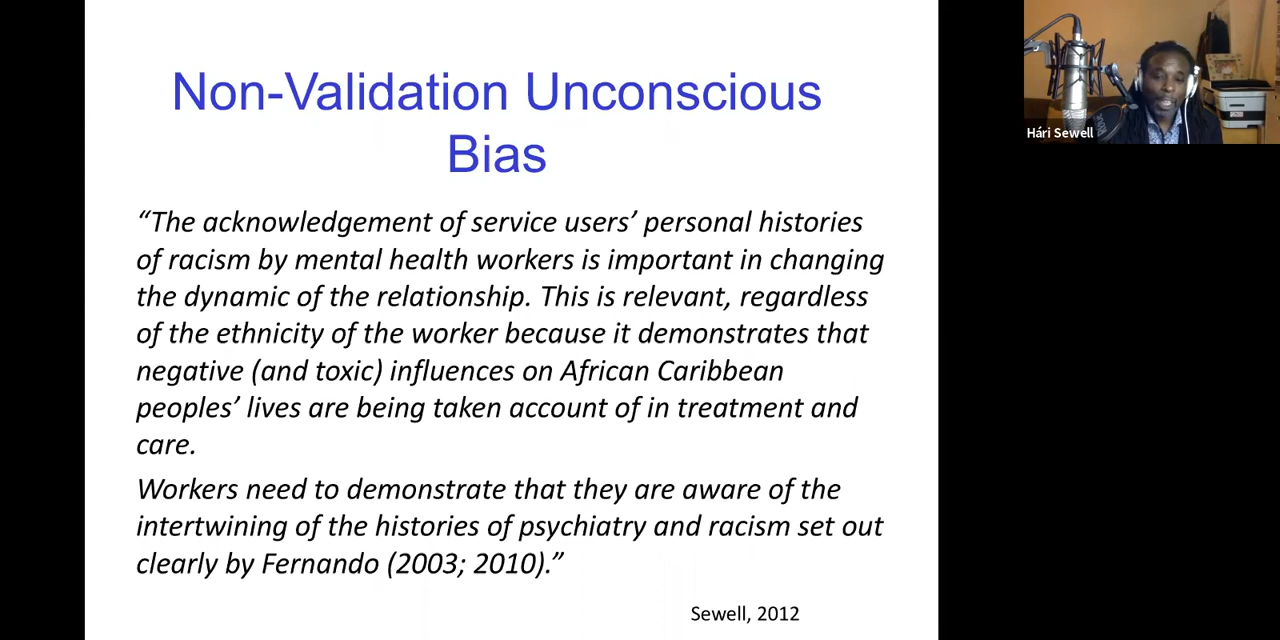 Non-Validation Unconscious
Bias
“The acknowledgement of service users’ personal histories
of racism by mental health workers is important in changing
the dynamic of the relationship. This is relevant, regardless
of the ethnicity of the worker because it demonstrates that
negative (and toxic) influences on African Caribbean
peoples’ lives are being taken account of in treatment and
care.
Workers need to demonstrate that they are aware of the
intertwining of the histories of psychiatry and racism set out
clearly by Fernando (2003; 2010).”
Sewell, 2012
Hári Sewell